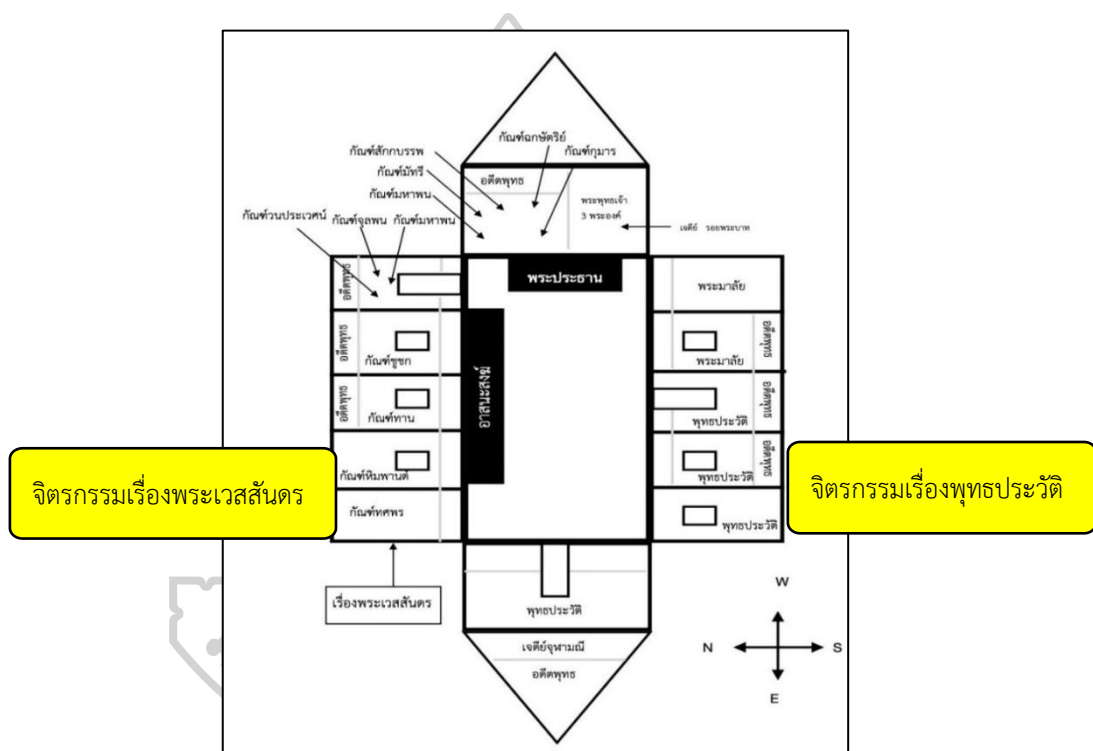 กัณฑ์ฉกษัตริย์
กัณฑ์สักกบรรพ
กัณฑ์กุมาร
กัณฑ์มัทรี
กัณฑ์มหาพน
อดีตพุทธ
พระพุทธเจ้า
3 พระองค์
เจดีย์ รอยพระบาท
กัณฑ์วนประเวศน์
กัณฑ์จุลพน
กัณฑ์มหาพน
พระประธาน
อาสนะสงฆ์
อดีตพุทธ
อดีตพุทธ
กัณฑ์ชูชก
อดีตพุทธ
กัณฑ์ทาน
กัณฑ์หิมพานต์
กัณฑ์ทศพร
เรื่องพระเวสสันดร
จิตรกรรมเรื่องพระเวสสันดร
พระมาลัย
พระมาลัย
อดีตพุทธ
พุทธประวัติ
อดีตพุทธ
พุทธประวัติ
อดีตพุทธ
พุทธประวัติ
จิตรกรรมเรื่องพุทธประวัติ
พุทธประวัติ
เจดีย์จุฬามณี
อดีตพุทธ
W
N
S
E